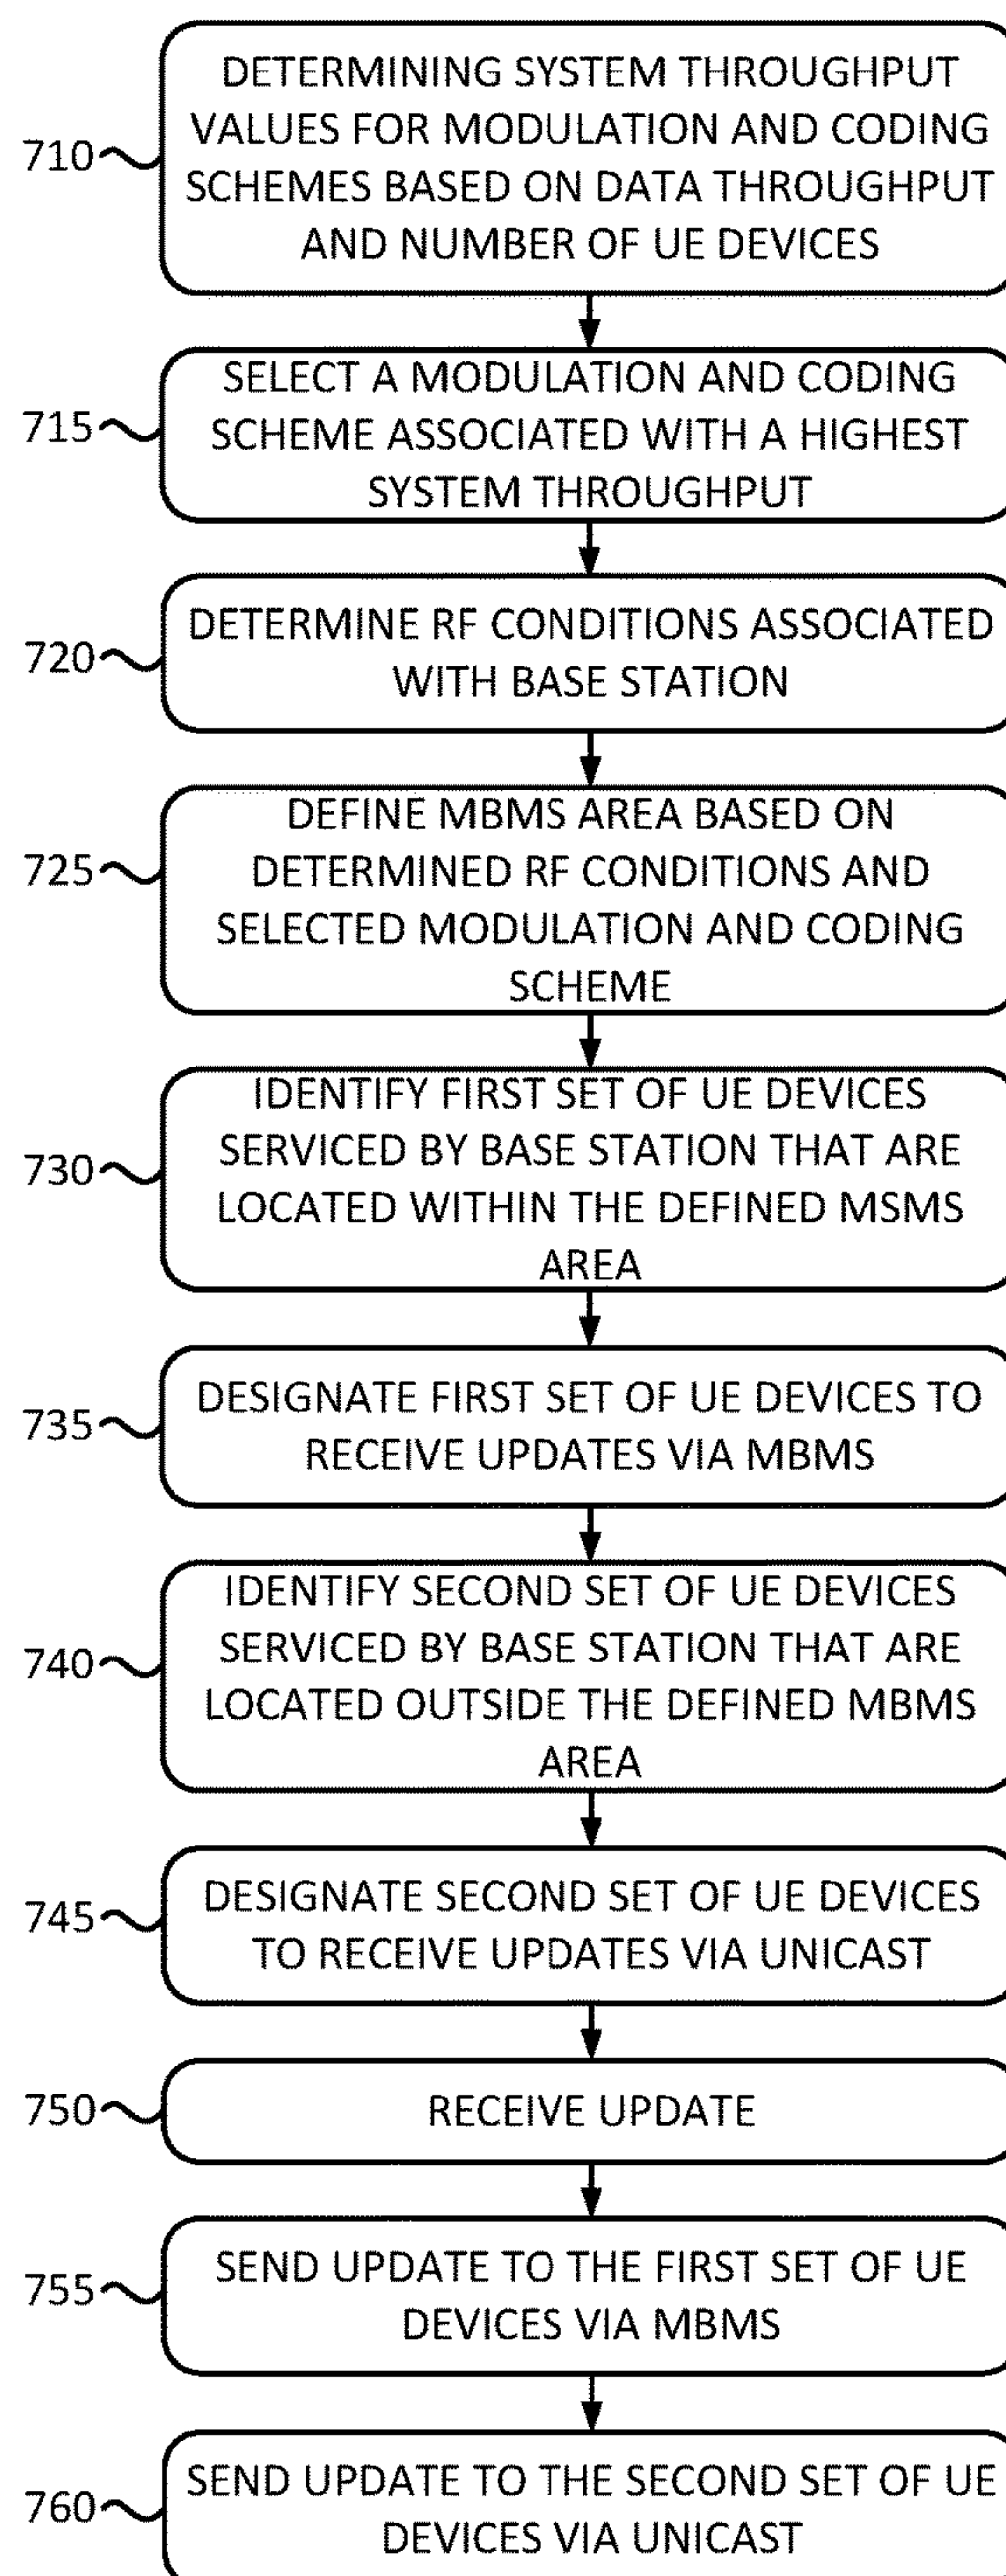 DETERMINING SYSTEM THROUGHPUT
VALUES FOR MODULATION AND CODING
710
SCHEMES BASED ON DATA THROUGHPUT
AND NUMBER OF UE DEVICES
SELECT A MODULATION AND CODING
715
SCHEME ASSOCIATED WITH A HIGHEST
SYSTEM THROUGHPUT
DETERMINE RF CONDITIONS ASSOCIATED
720
WITH BASE STATION
DEFINE MBMS AREA BASED ON
725
DETERMINED RF CONDITIONS AND
SELECTED MODULATION AND CODING
SCHEME
IDENTIFY FIRST SET OF UE DEVICES
SERVICED BY BASE STATION THAT ARE
730
LOCATED WITHIN THE DEFINED MSMS
AREA
DESIGNATE FIRST SET OF UE DEVICES TO
735
RECEIVE UPDATES VIA MBMS
IDENTIFY SECOND SET OF UE DEVICES
SERVICED BY BASE STATION THAT ARE
740
LOCATED OUTSIDE THE DEFINED MBMS
AREA
DESIGNATE SECOND SET OF UE DEVICES
745
TO RECEIVE UPDATES VIA UNICAST
750
RECEIVE UPDATE
SEND UPDATE TO THE FIRST SET OF UE
755
DEVICES VIA MBMS
SEND UPDATE TO THE SECOND SET OF UE
760
DEVICES VIA UNICAST